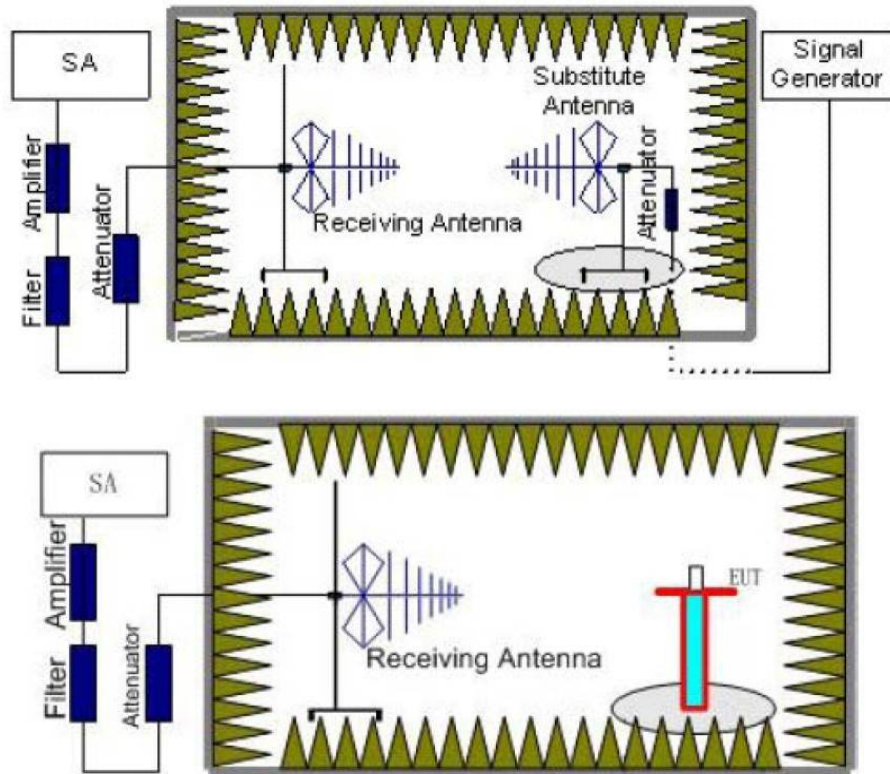 SA
Signal
Generator
Substitute
Antenna
Amplifier
Attenuator
Attenuator
Receiving Antenna
Filter
SA
Amplifier
EUT
Receiving Antenna
Attenuator
Filter